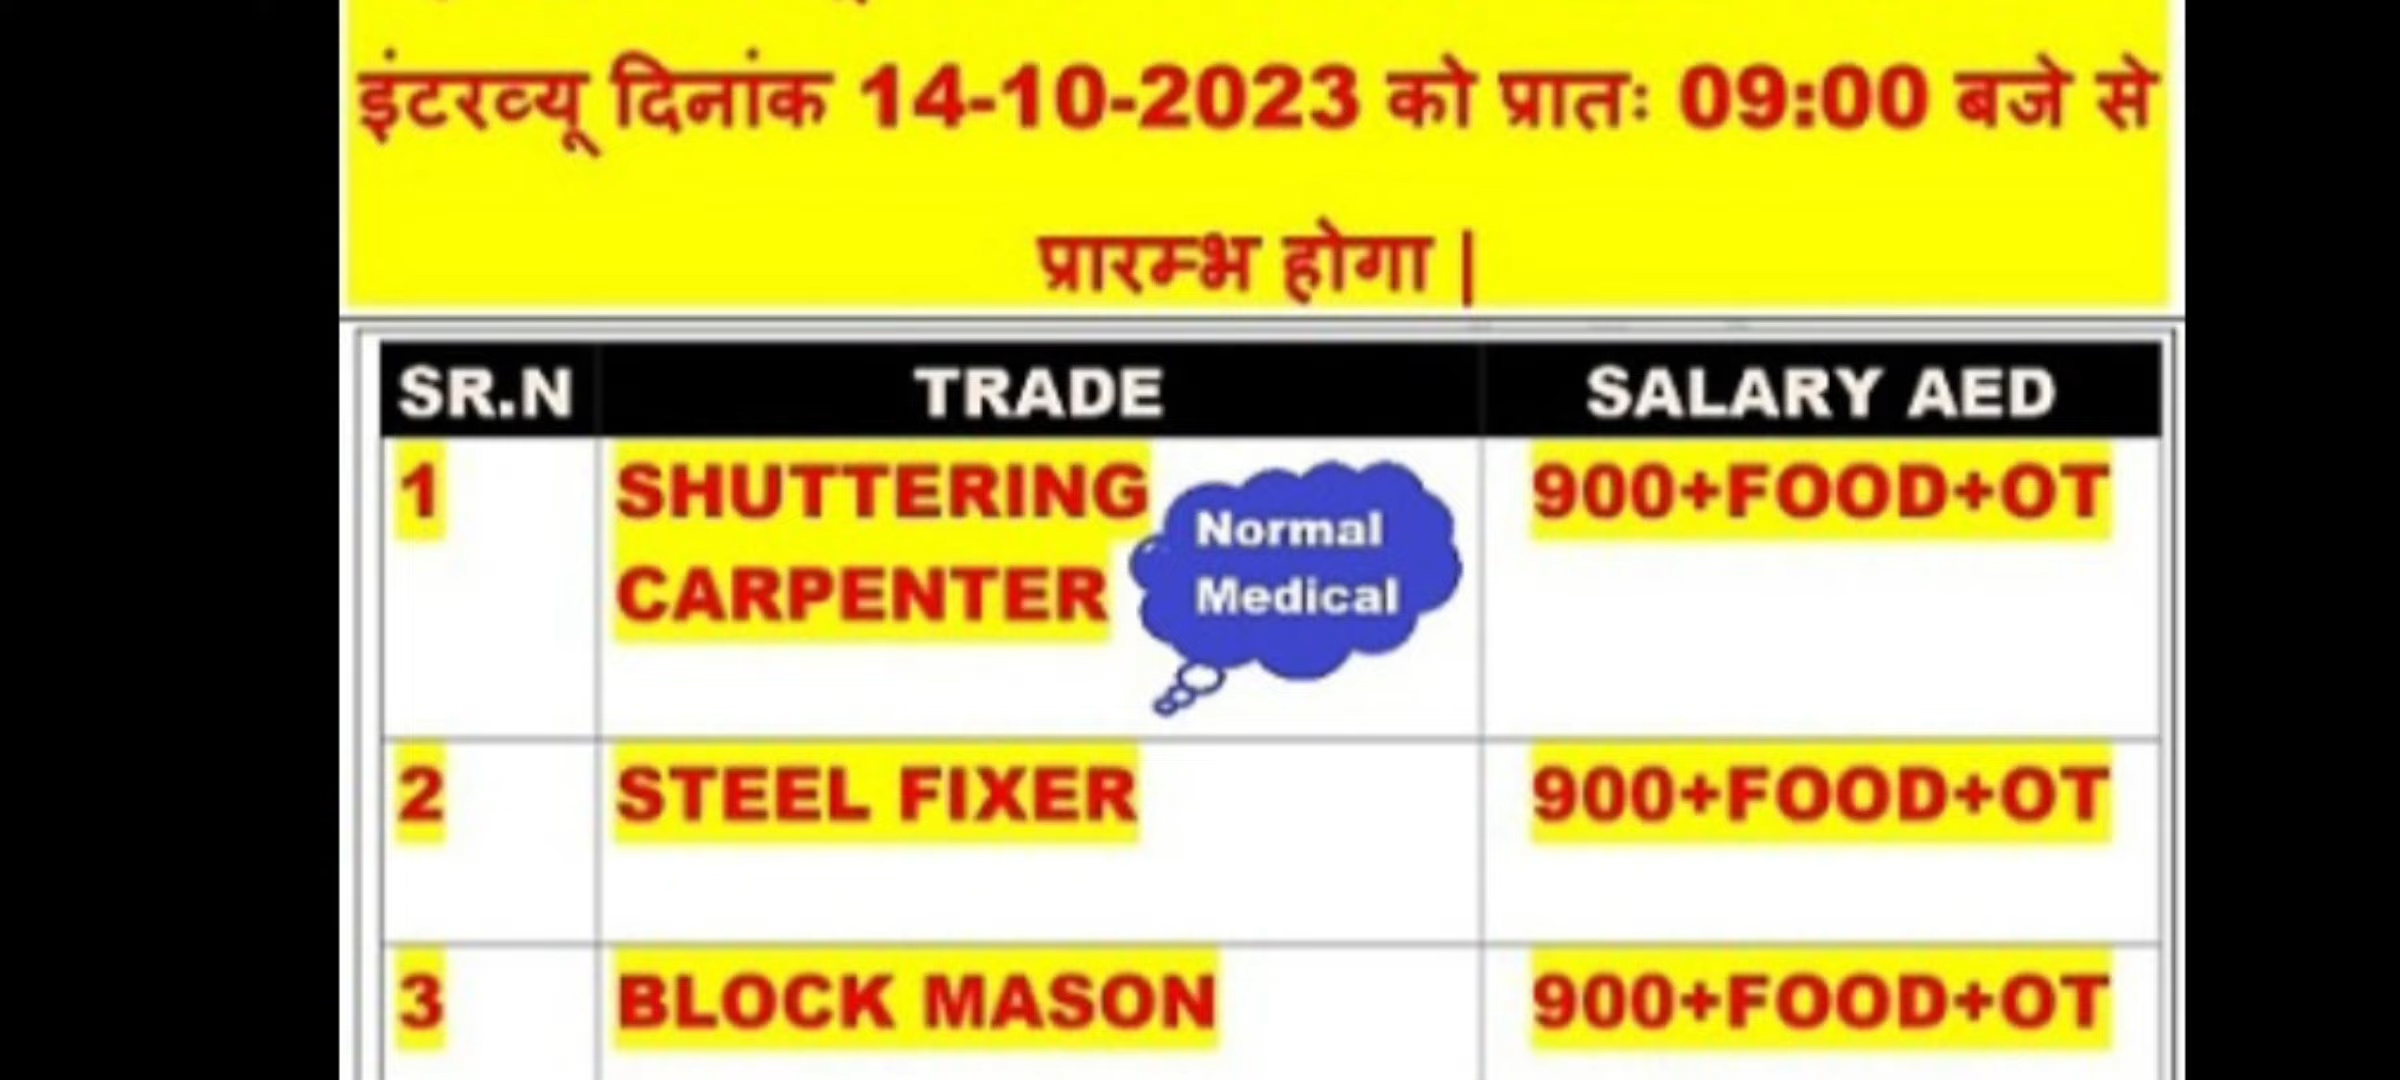 इंटरव्यू दिनांक 14-10-2023 को प्रातः 09:00 बजे से
प्रारम्भ होगा |
SR.N TRADE SALARY AED
1 SHUTTERING CARPENTER 900+FOOD+OT
Normal
Medical
2 STEEL FIXER 900+FOOD+OT
3 BLOCK MASON 900+FOOD+OT